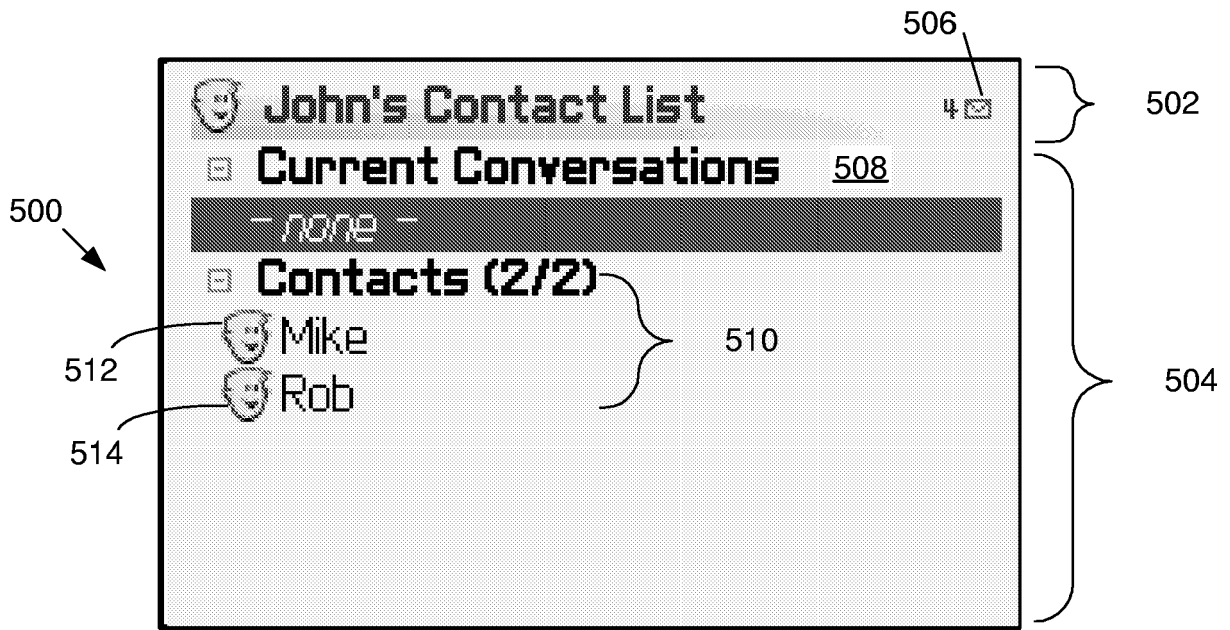 506
John's Contact List 4
502
Current Conversations 508
500
- none -
Contacts (2/2)
Mike
510
512
504
Rob
514